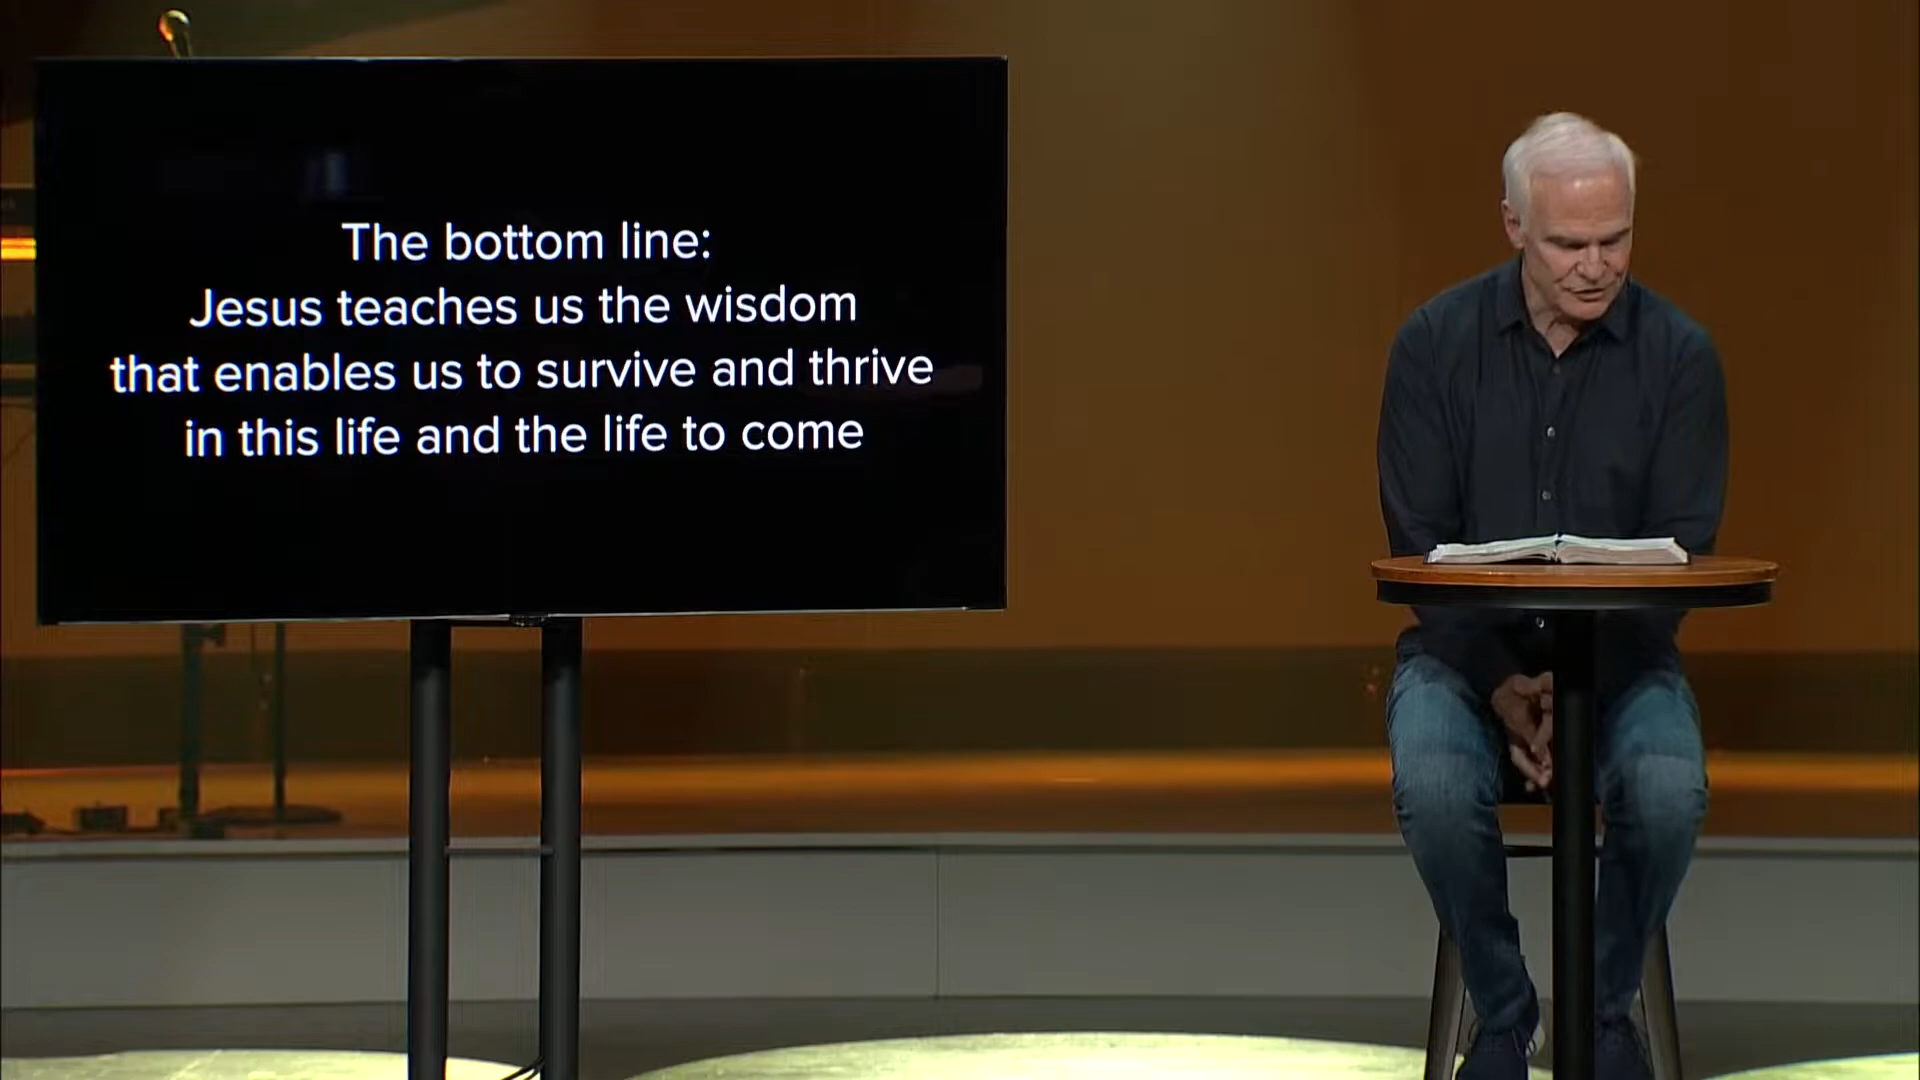 The bottom line:
Jesus teaches us the wisdom
that enables us to survive and thrive
in this life and the life to come